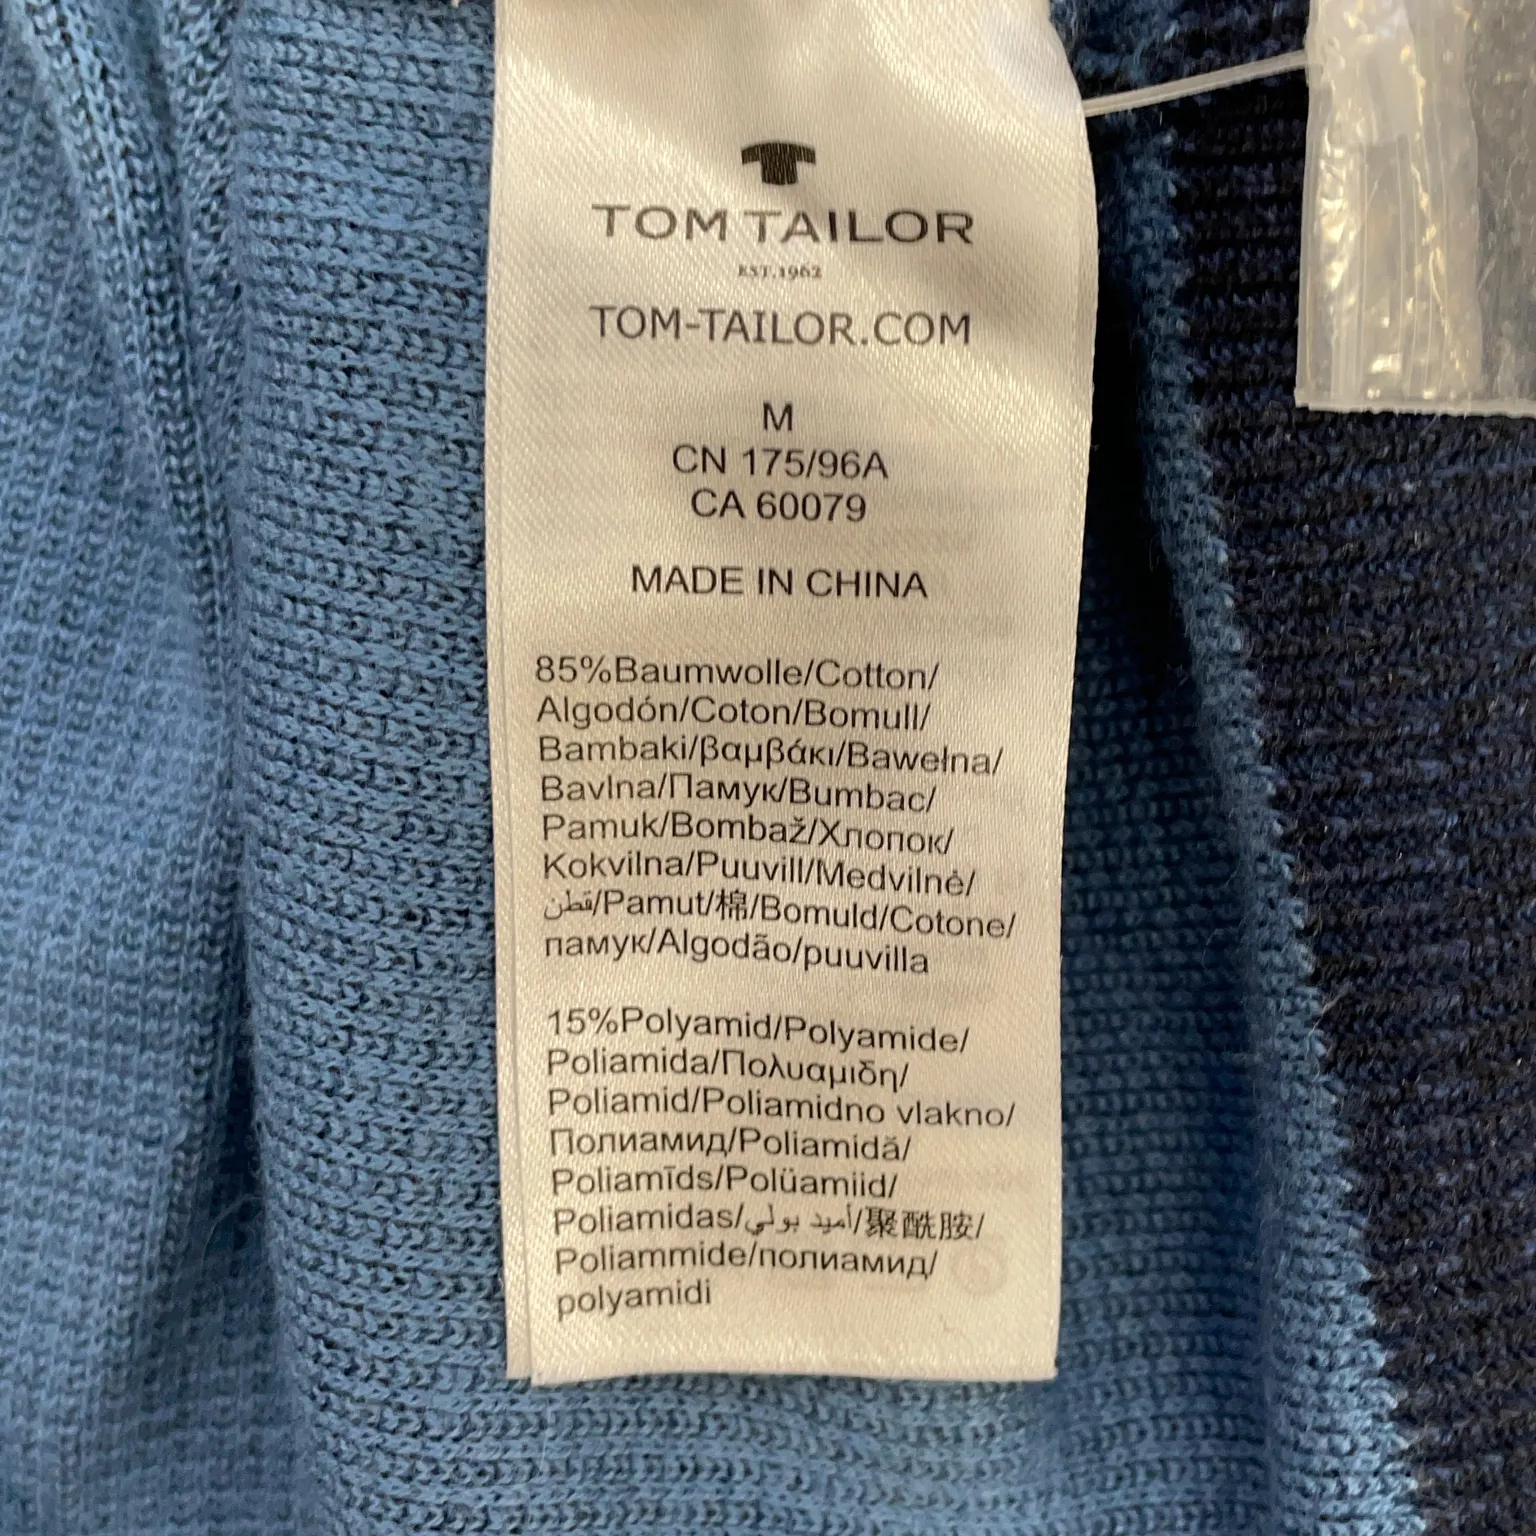 TOM TAILOR
EST.1962
TOM-TAILOR.COM
M
CN 175/96A
CA 60079
MADE IN CHINA
85%Baumwolle/Cotton/
Algodón/Coton/Bomull/
Bambaki/βαμβάκι/Bawełna/
Bavlna/Памук/Bumbac/
Pamuk/Bombaž/Хлопок/
Kokvilna/Puuvill/Medvilnė/
قطن/Pamut/棉/Bomuld/Cotone/
памук/Algodão/puuvilla
15%Polyamid/Polyamide/
Poliamida/Πολυαμιδη/
Poliamid/Poliamidno vlakno/
Полиамид/Poliamidă/
Poliamīds/Polüamiid/
Poliamidas/أميد بولي/聚酰胺/
Poliammide/полиамид/
polyamidi